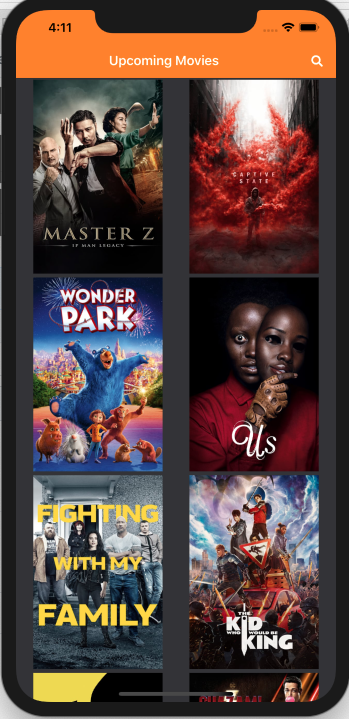 4:11
Upcoming Movies
MASTER Z
IP MAN LEGACY
CAPTIVE
STATE
WONDER
PARK
Us
FIGHTING
WITH MY
FAMILY
THE
KID
WHO WOULD BE
KING
SHAZAM!